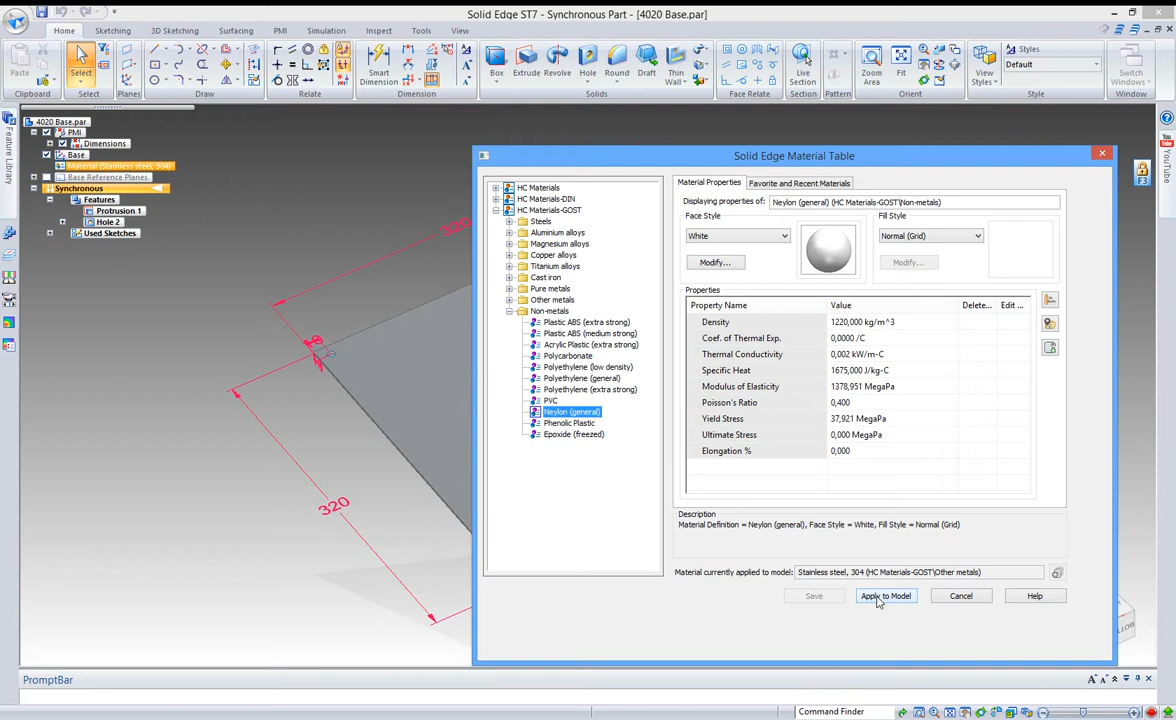 Solid Edge ST7 - Synchronous Part - [4020 Base.par]
Home Sketching 3D Sketching Surfacing PMI Simulation Inspect Tools View
Paste Select Smart Dimension Box Extrude Revolve Hole Round Draft Thin Wall Live Section Zoom Area Fit View Styles Styles Default Switch Windows
Clipboard Select Planes Draw Relate Dimension Solids Face Relate Section Pattern Orient Style Window
Feature Library
YouTube
F3
4020 Base.par
PMI
Dimensions
Base
Material (Stainless steel, 304)
Base Reference Planes
Synchronous
Features
Protrusion 1
Hole 2
Used Sketches
320
320
Solid Edge Material Table
HC Materials
HC Materials-DIN
HC Materials-GOST
Steels
Aluminium alloys
Magnesium alloys
Copper alloys
Titanium alloys
Cast iron
Pure metals
Other metals
Non-metals
Plastic ABS (extra strong)
Plastic ABS (medium strong)
Acrylic Plastic (extra strong)
Polycarbonate
Polyethylene (low density)
Polyethylene (general)
Polyethylene (extra strong)
PVC
Neylon (general)
Phenolic Plastic
Epoxide (freezed)
Material Properties Favorite and Recent Materials
Displaying properties of: Neylon (general) (HC Materials-GOST\Non-metals)
Face Style Fill Style
White Normal (Grid)
Modify... Modify...
Properties
Property Name Value Delete... Edit ...
Density 1220,000 kg/m^3
Coef. of Thermal Exp. 0,0000 /C
Thermal Conductivity 0,002 kW/m-C
Specific Heat 1675,000 J/kg-C
Modulus of Elasticity 1378,951 MegaPa
Poisson's Ratio 0,400
Yield Stress 37,921 MegaPa
Ultimate Stress 0,000 MegaPa
Elongation % 0,000
Description
Material Definition = Neylon (general), Face Style = White, Fill Style = Normal (Grid)
Material currently applied to model: Stainless steel, 304 (HC Materials-GOST\Other metals)
Save Apply to Model Cancel Help
PromptBar
Command Finder